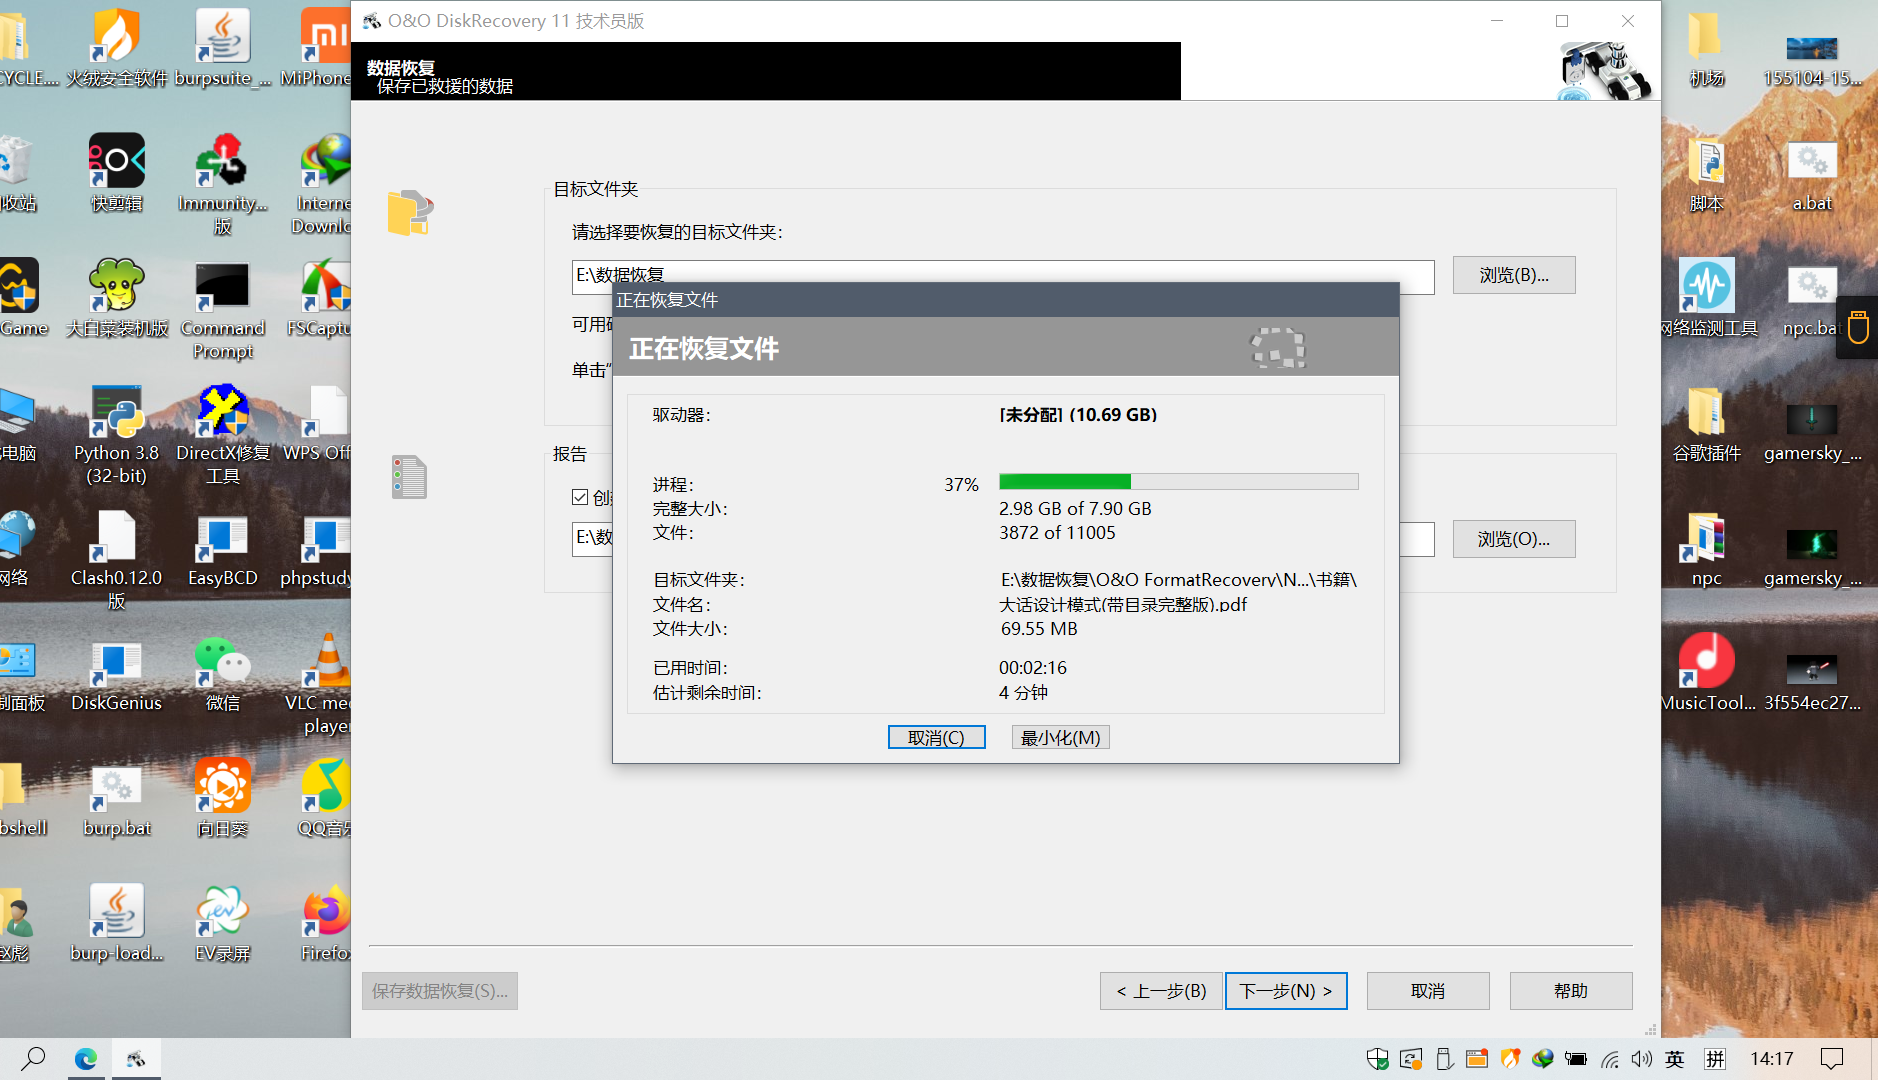 O&O DiskRecovery 11 技术员版
数据恢复
保存已救援的数据
目标文件夹
请选择要恢复的目标文件夹:
E:\数据恢复
浏览(B)...
单击"
报告
E:\数
浏览(O)...
正在恢复文件
正在恢复文件
驱动器:
[未分配] (10.69 GB)
进程:
37%
完整大小:
2.98 GB of 7.90 GB
文件:
3872 of 11005
目标文件夹:
E:\数据恢复\O&O FormatRecovery\N...\书籍\
文件名:
大话设计模式(带目录完整版).pdf
文件大小:
69.55 MB
已用时间:
00:02:16
估计剩余时间:
4 分钟
取消(C)
最小化(M)
保存数据恢复(S)...
< 上一步(B)
下一步(N) >
取消
帮助
CYCLE....
火绒安全软件
burpsuite_...
MiPhone
收站
快剪辑
Immunity...
版
Interne
Downlo
Game
大白菜装机版
Command
Prompt
FSCaptu
电脑
Python 3.8
(32-bit)
DirectX修复
工具
WPS Off
网络
Clash0.12.0
版
EasyBCD
phpstudy
制面板
DiskGenius
微信
VLC med
player
bshell
burp.bat
向日葵
QQ音乐
赵彪
burp-load...
EV录屏
Firefox
机场
155104-15...
脚本
a.bat
网络监测工具
npc.bat
谷歌插件
gamersky_...
npc
gamersky_...
MusicTool...
3f554ec27...
英
拼
14:17